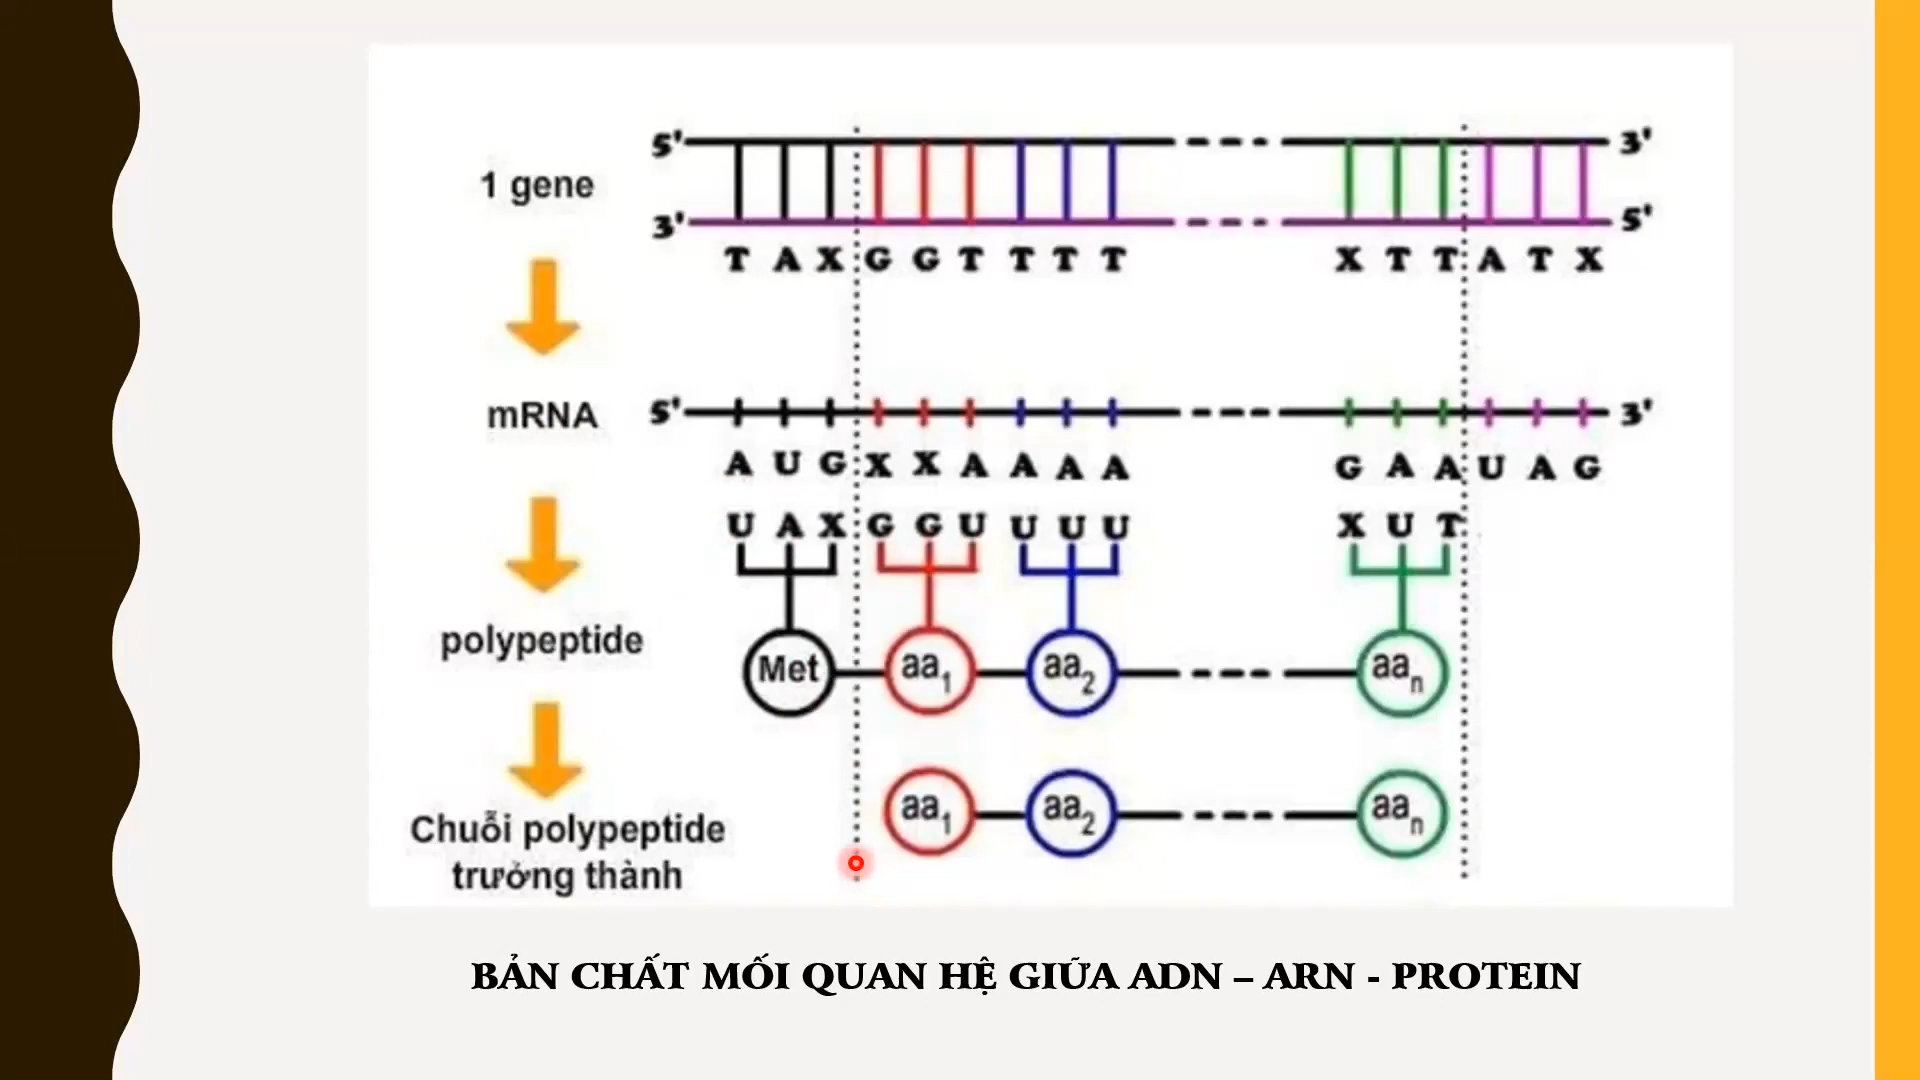 1 gene
5' 3'
3' 5'
T A X G G T T T T X T T A T X
mRNA
5' 3'
A U G X X A A A A G A A U A G
U A X G G U U U U X U T
polypeptide
Met aa1 aa2 aan
Chuỗi polypeptide
trưởng thành
aa1 aa2 aan
BẢN CHẤT MỐI QUAN HỆ GIỮA ADN – ARN - PROTEIN